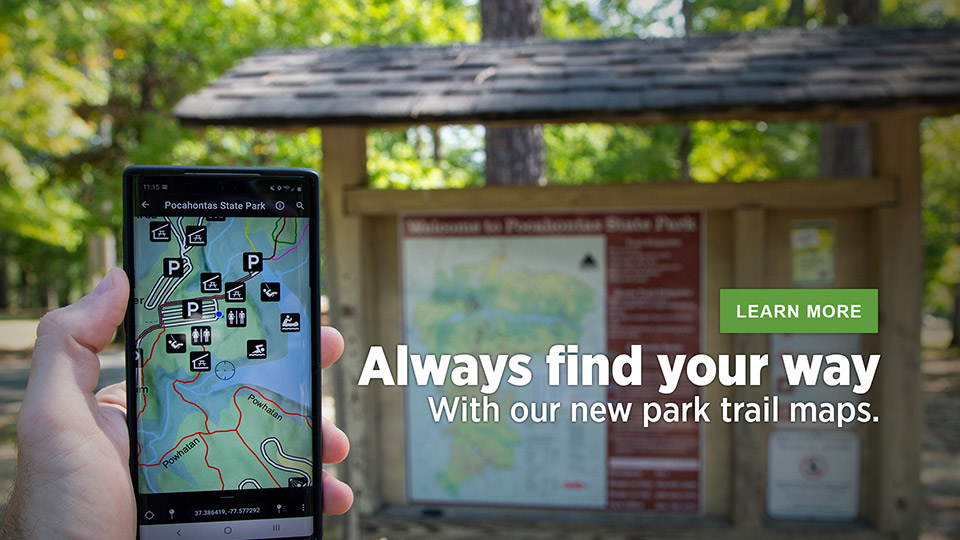 11:15
Pocahontas State Park
P
P
P
Powhatan
Powhatan
37.386419, -77.577292
Welcome to Pocahontas State Park
LEARN MORE
Always find your way
With our new park trail maps.